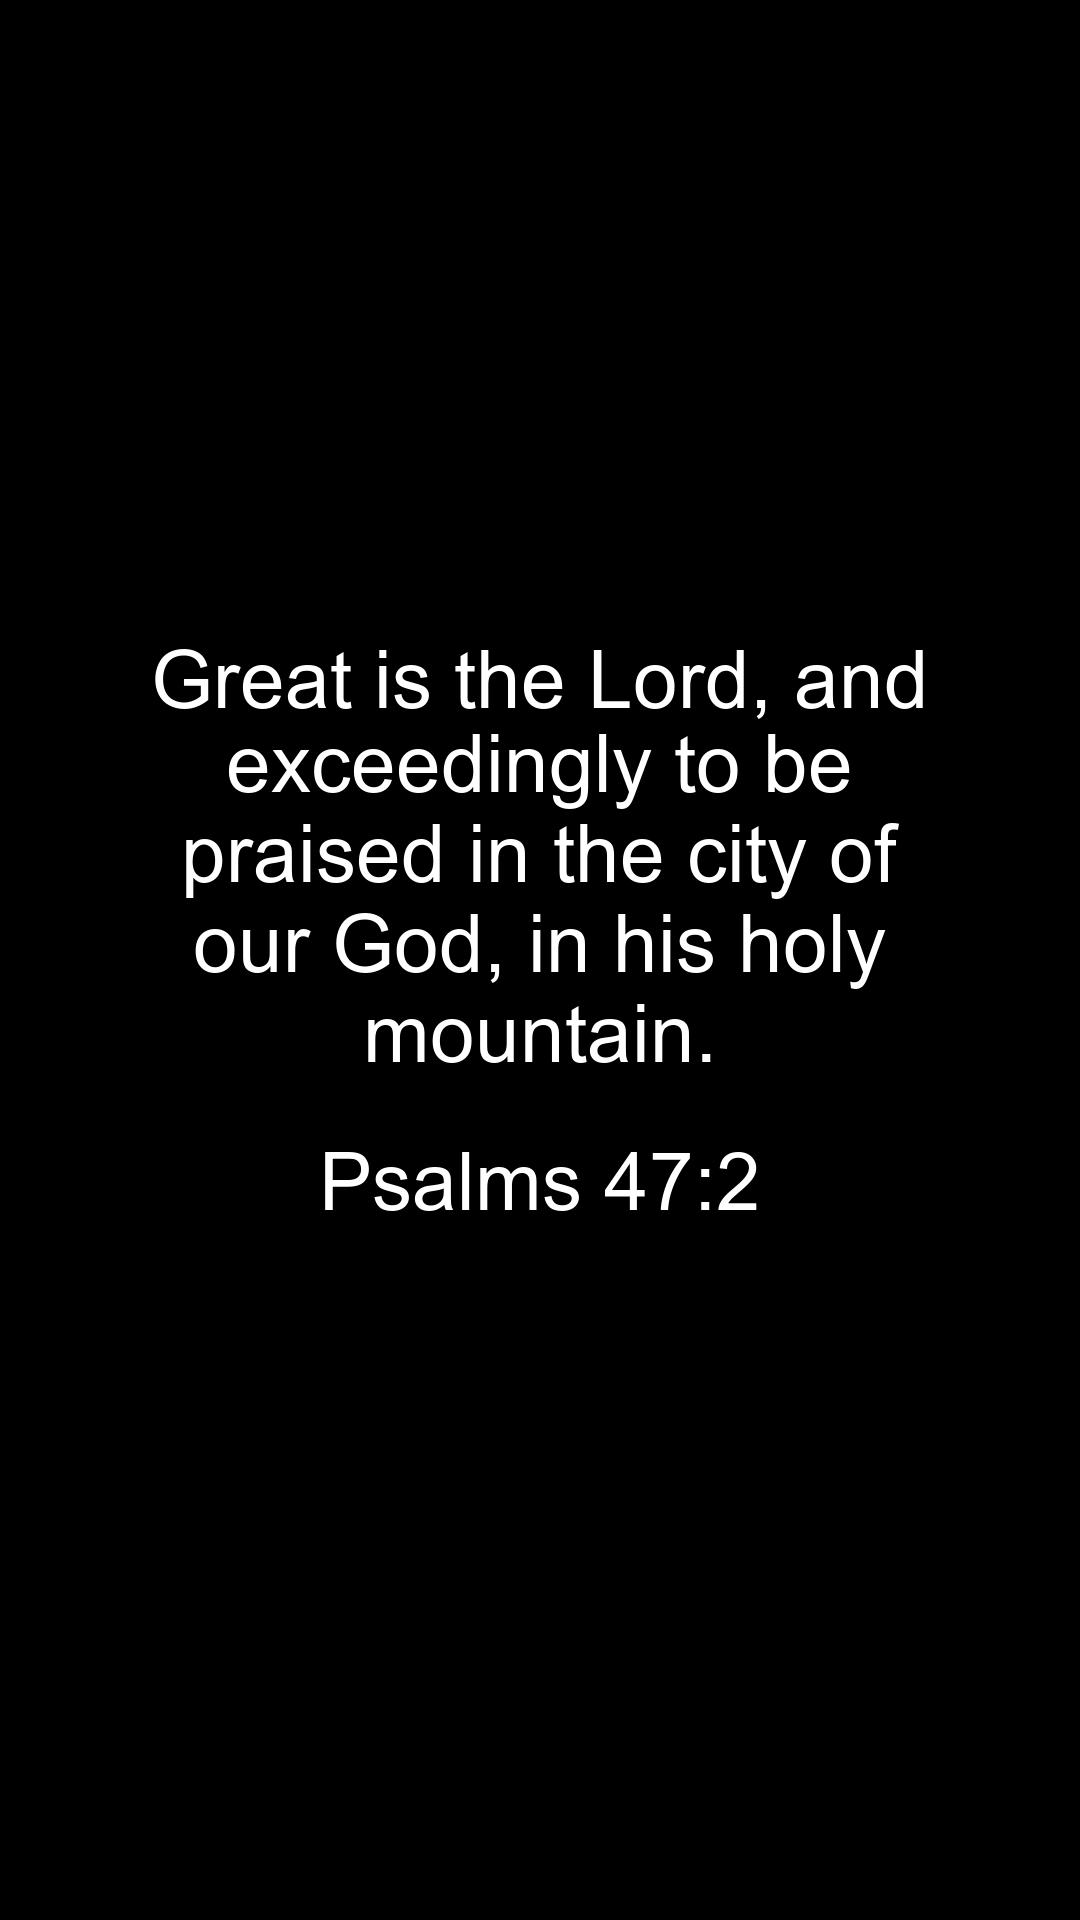 Great is the Lord, and
exceedingly to be
praised in the city of
our God, in his holy
mountain.
Psalms 47:2